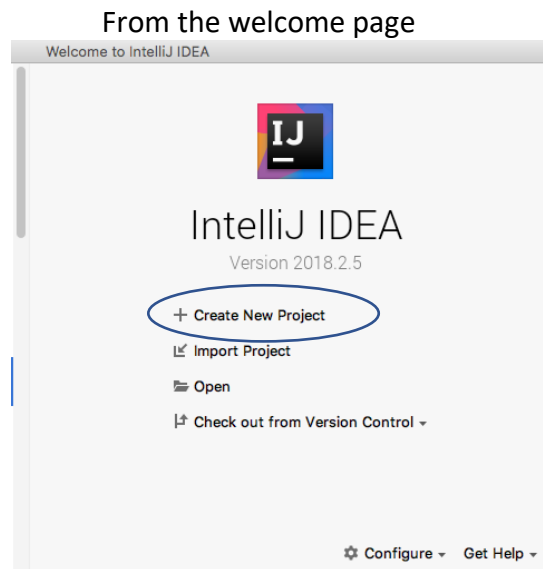 From the welcome page
Welcome to IntelliJ IDEA
IJ
IntelliJ IDEA
Version 2018.2.5
Create New Project
Import Project
Open
Check out from Version Control
Configure Get Help